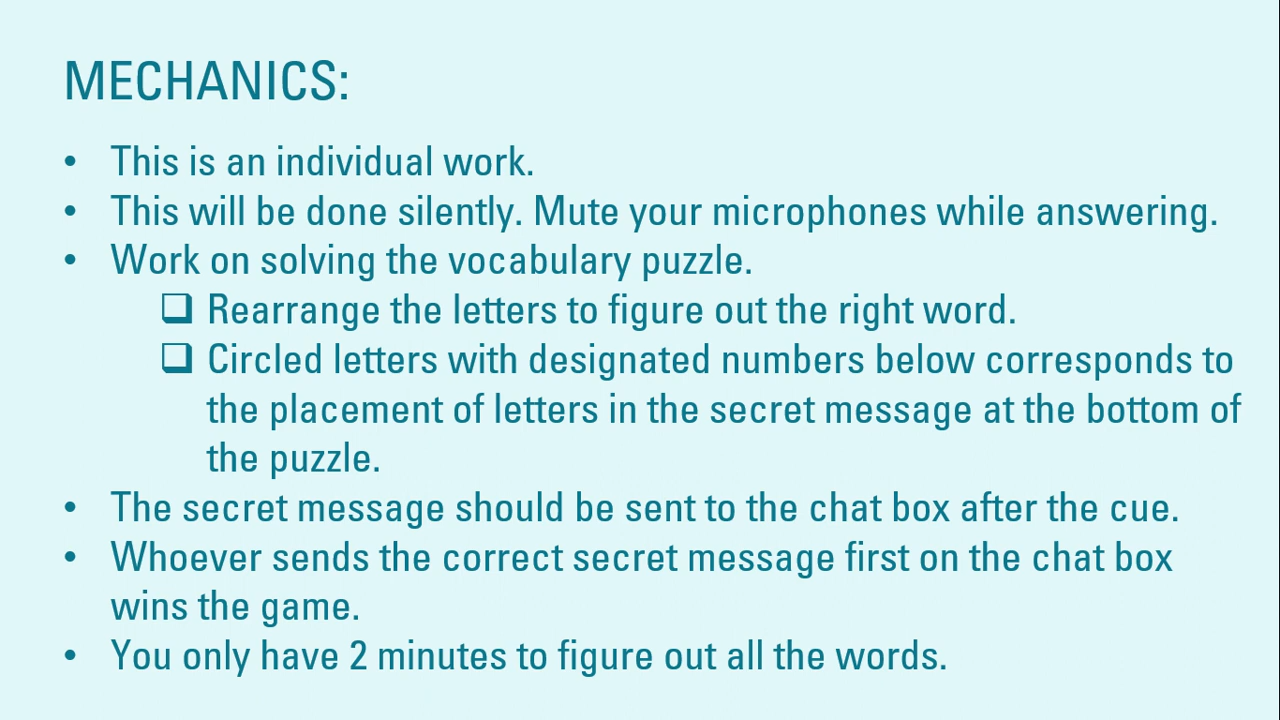 MECHANICS:
• This is an individual work.
• This will be done silently. Mute your microphones while answering.
• Work on solving the vocabulary puzzle.
❑ Rearrange the letters to figure out the right word.
❑ Circled letters with designated numbers below corresponds to
the placement of letters in the secret message at the bottom of
the puzzle.
• The secret message should be sent to the chat box after the cue.
• Whoever sends the correct secret message first on the chat box
wins the game.
• You only have 2 minutes to figure out all the words.